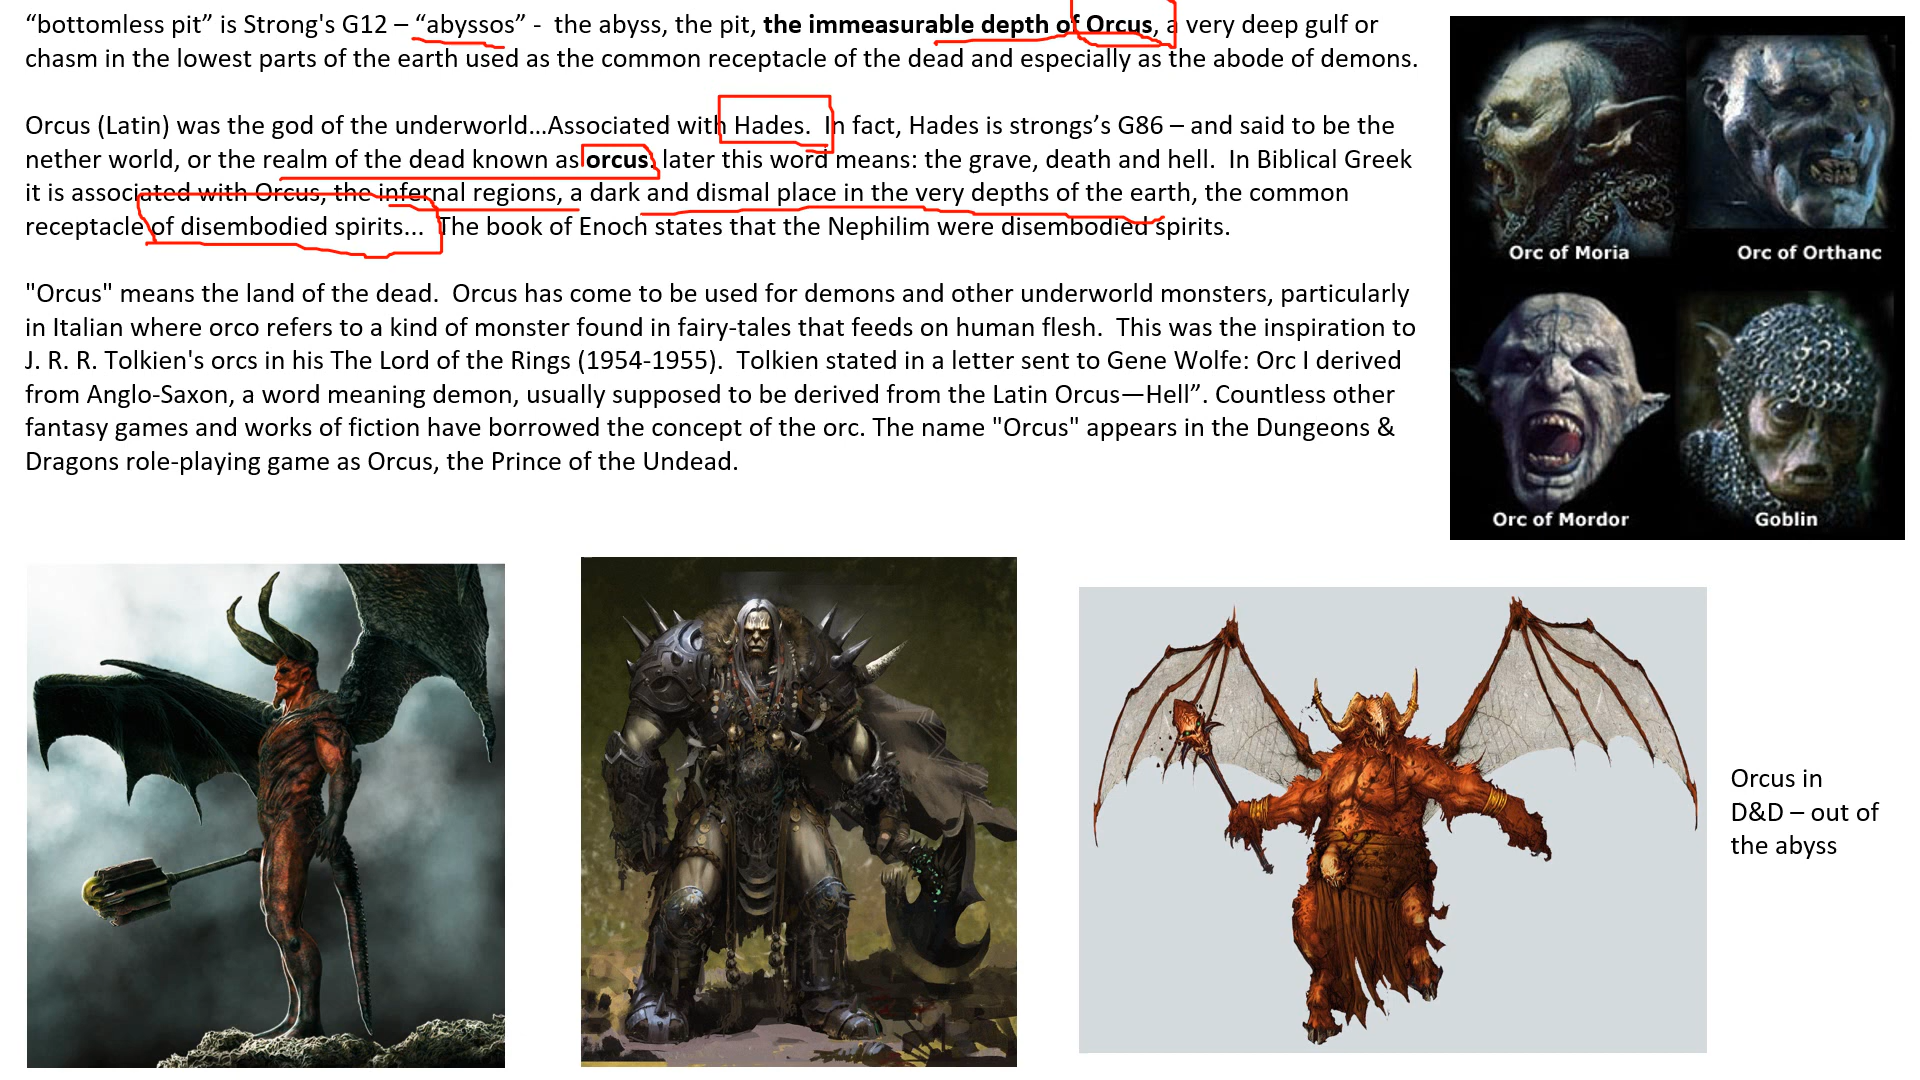 “bottomless pit” is Strong's G12 – “abyssos” -  the abyss, the pit, the immeasurable depth of Orcus, a very deep gulf or
chasm in the lowest parts of the earth used as the common receptacle of the dead and especially as the abode of demons.
Orcus (Latin) was the god of the underworld…Associated with Hades.  In fact, Hades is strongs’s G86 – and said to be the
nether world, or the realm of the dead known as orcus. later this word means: the grave, death and hell.  In Biblical Greek
it is associated with Orcus, the infernal regions, a dark and dismal place in the very depths of the earth, the common
receptacle of disembodied spirits...  The book of Enoch states that the Nephilim were disembodied spirits.
"Orcus" means the land of the dead.  Orcus has come to be used for demons and other underworld monsters, particularly
in Italian where orco refers to a kind of monster found in fairy-tales that feeds on human flesh.  This was the inspiration to
J. R. R. Tolkien's orcs in his The Lord of the Rings (1954-1955).  Tolkien stated in a letter sent to Gene Wolfe: Orc I derived
from Anglo-Saxon, a word meaning demon, usually supposed to be derived from the Latin Orcus—Hell”. Countless other
fantasy games and works of fiction have borrowed the concept of the orc. The name "Orcus" appears in the Dungeons &
Dragons role-playing game as Orcus, the Prince of the Undead.
Orc of Moria
Orc of Orthanc
Orc of Mordor
Goblin
Orcus in
D&D – out of
the abyss